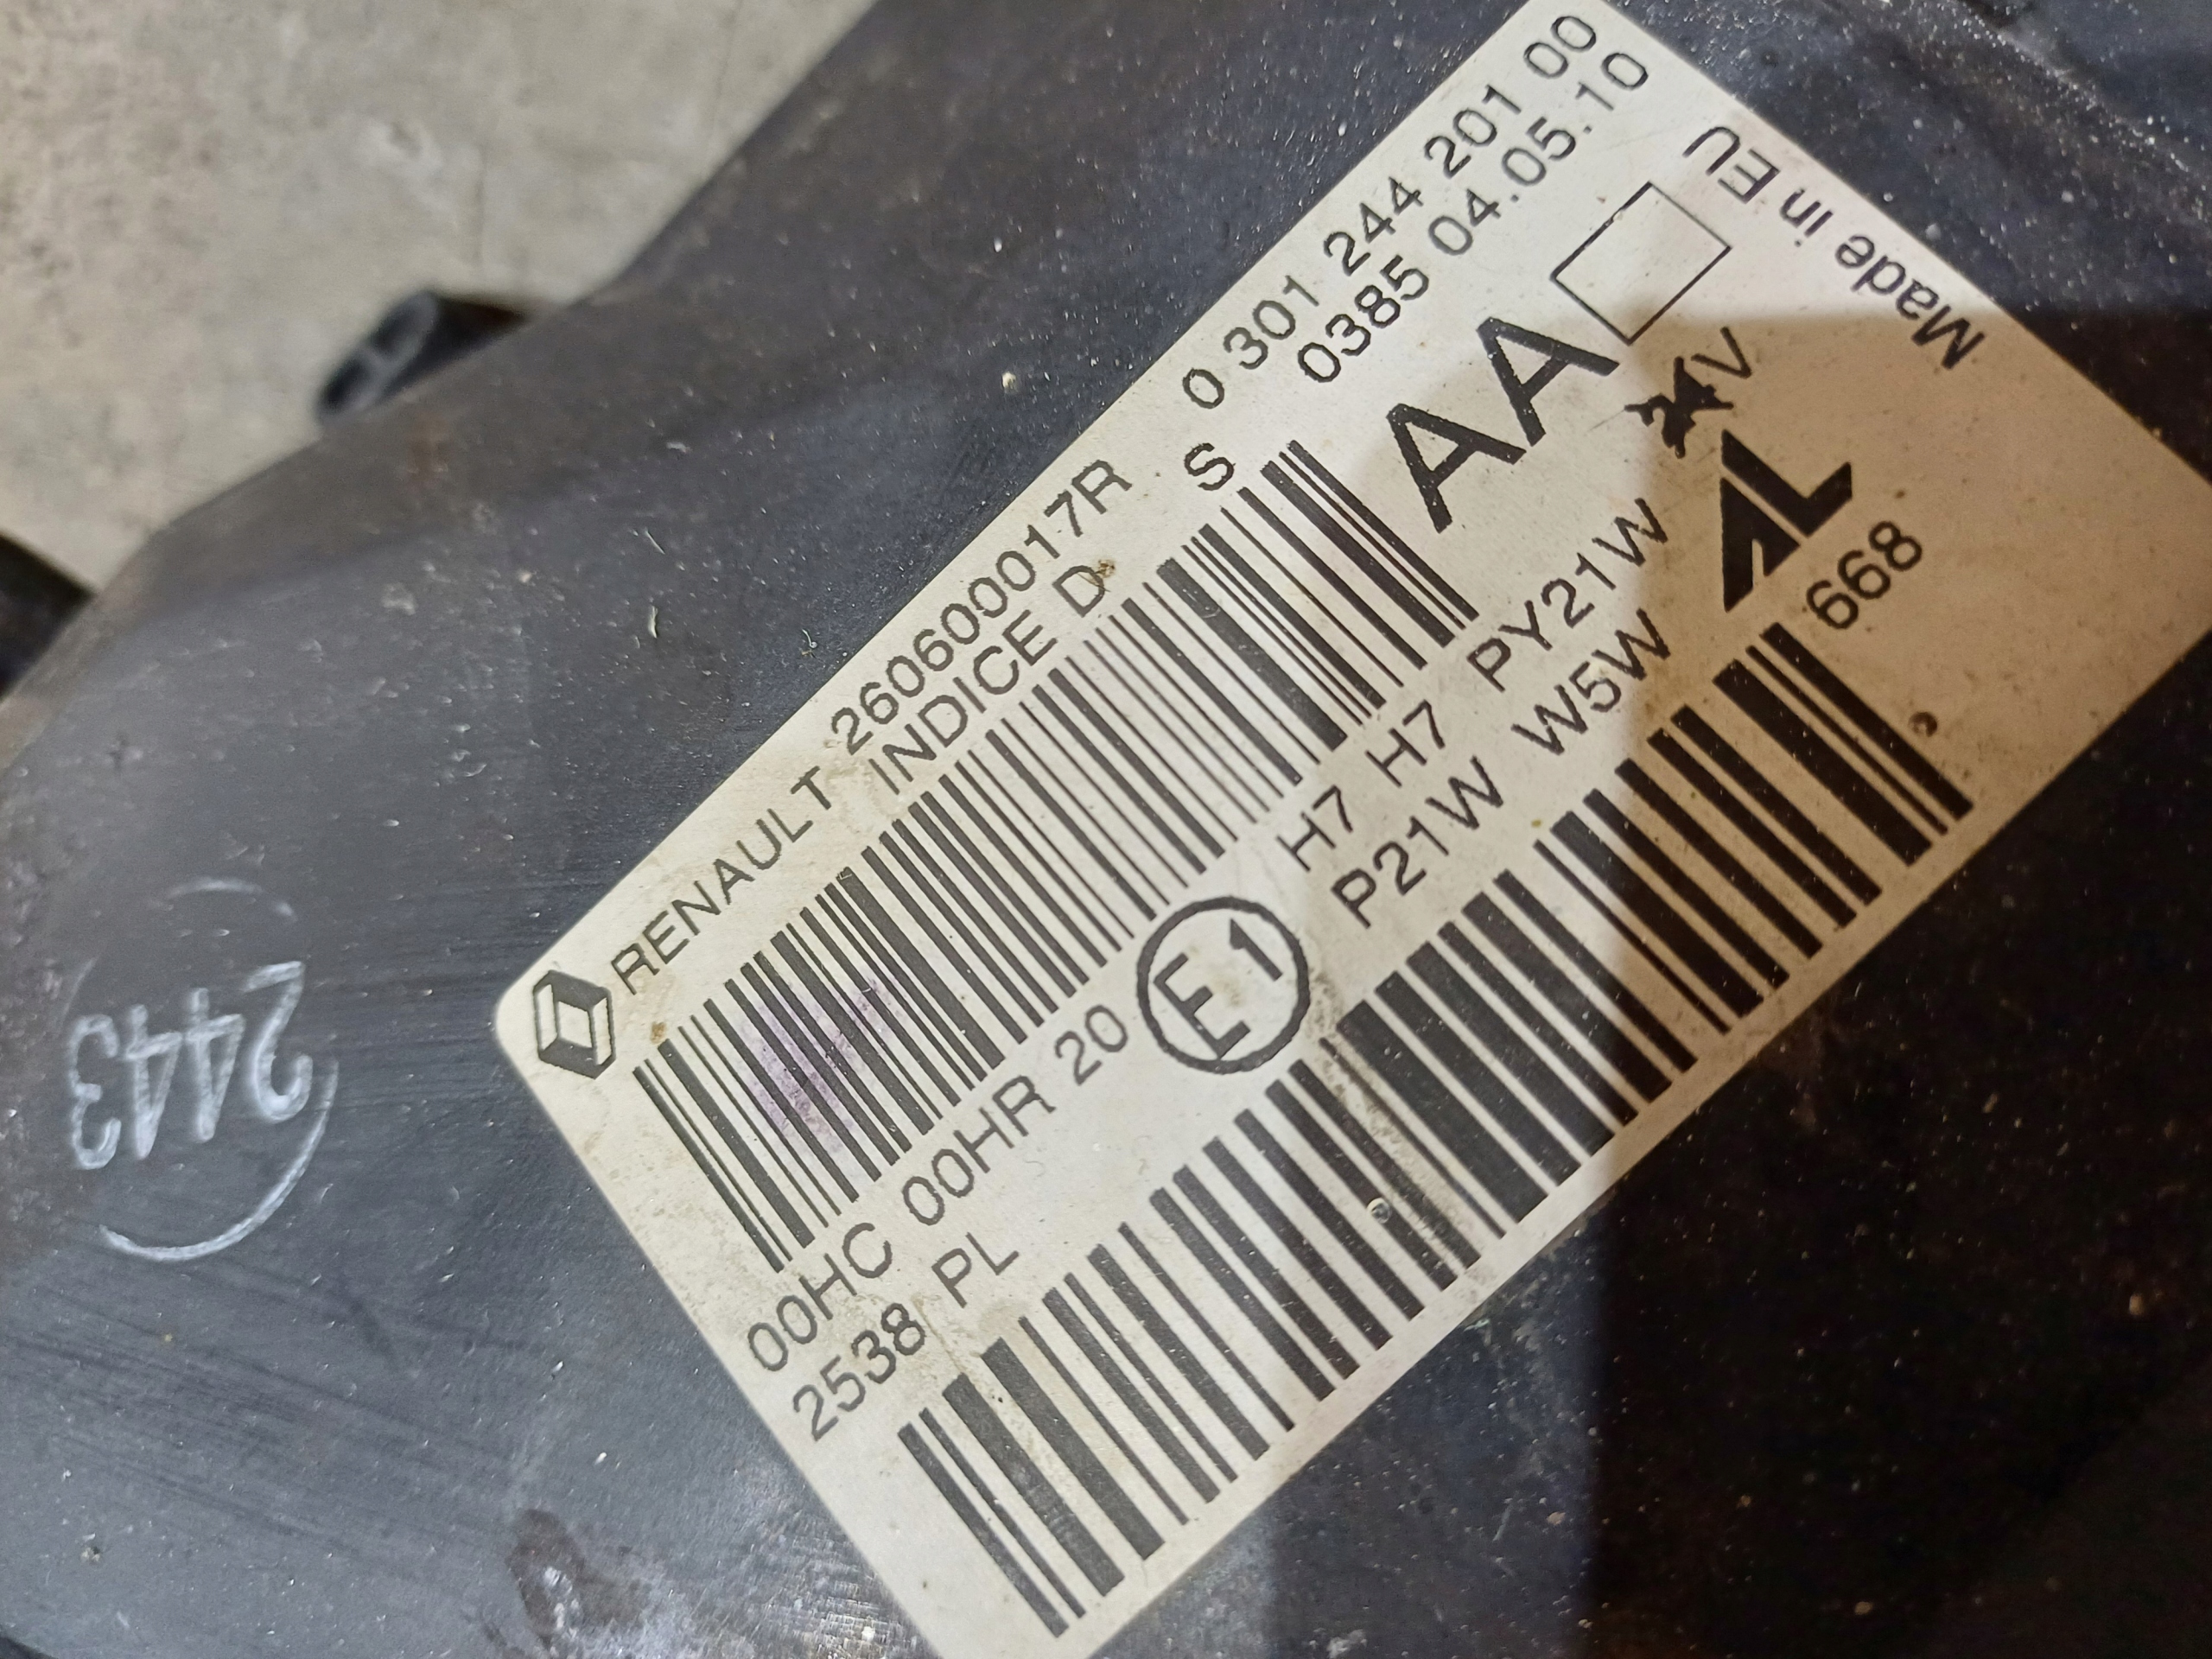 RENAULT 260600017R S 0 301 244 201 00
INDICE D 0385 04.05.10
AA
Made in EU
00HC 00HR 20 E1 H7 H7 PY21W
2538 PL P21W W5W AL
668
2443